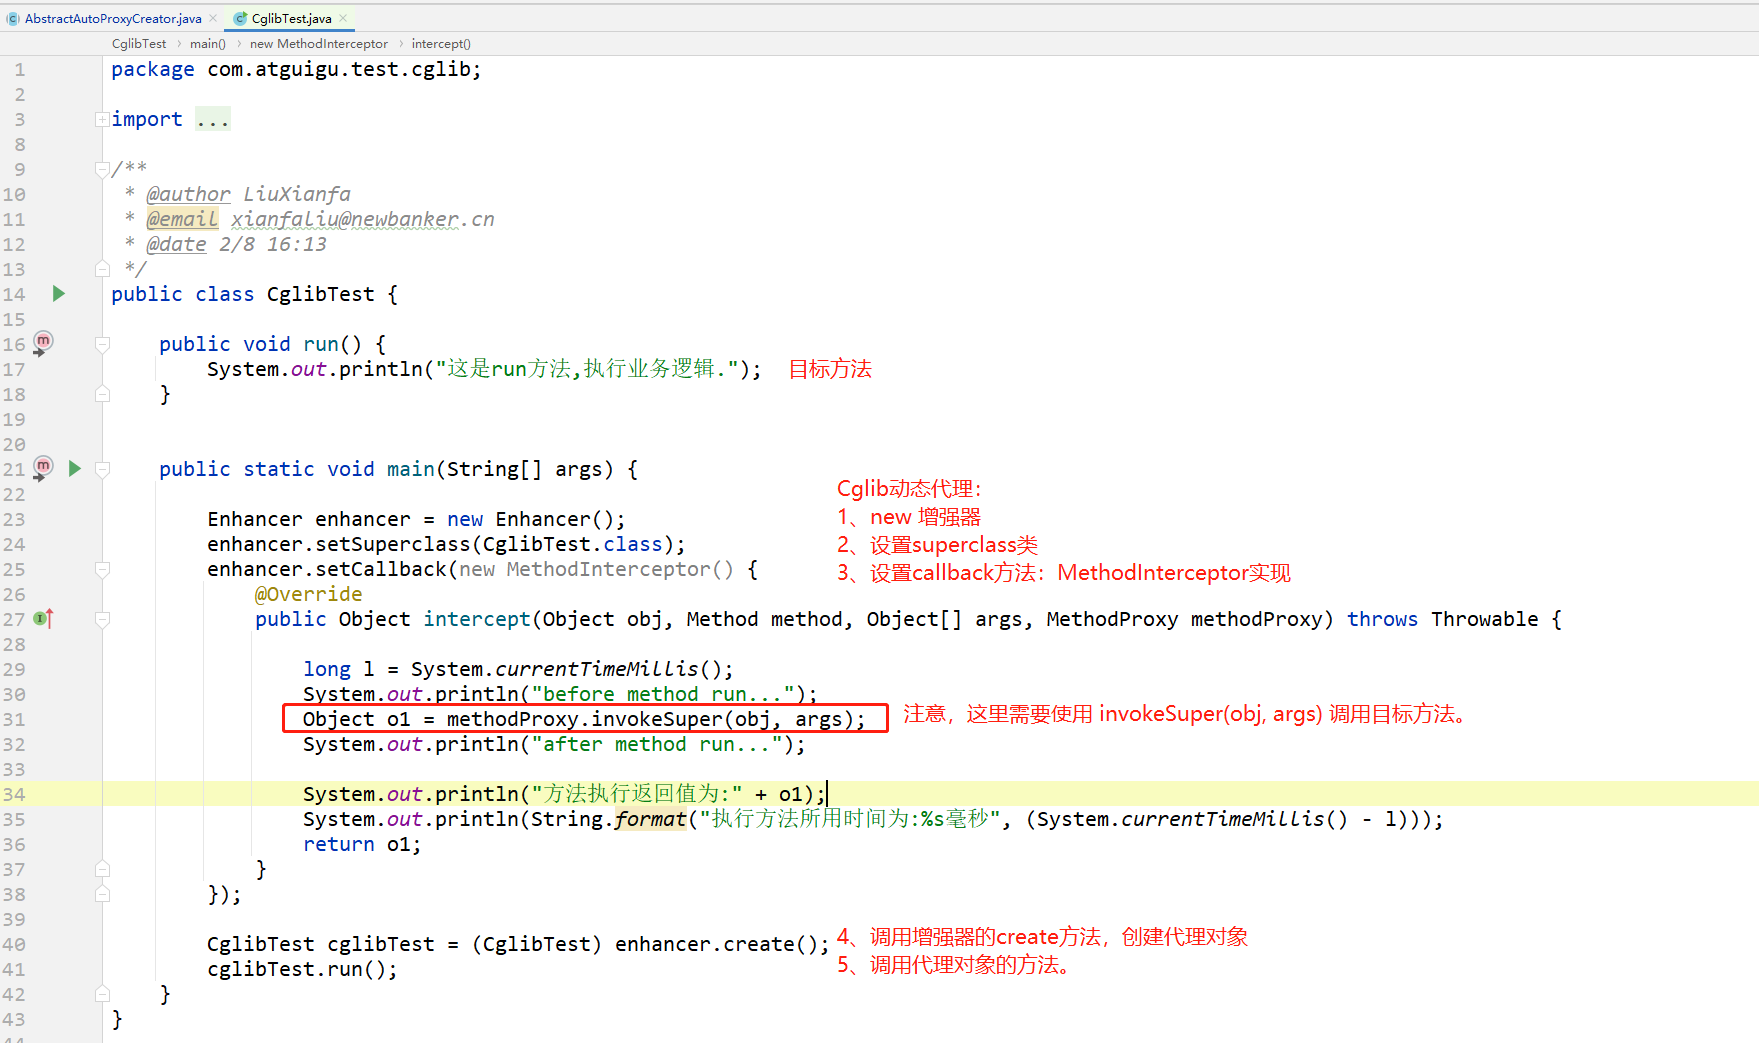 AbstractAutoProxyCreator.java × CglibTest.java ×
CglibTest › main() › new MethodInterceptor › intercept()
1 package com.atguigu.test.cglib;
2
3 import ...
8
9 /**
10 * @author LiuXianfa
11 * @email xianfaliu@newbanker.cn
12 * @date 2/8 16:13
13 */
14 public class CglibTest {
15
16 public void run() {
17 System.out.println("这是run方法,执行业务逻辑."); 目标方法
18 }
19
20
21 public static void main(String[] args) {
22
Cglib动态代理：
23 Enhancer enhancer = new Enhancer(); 1、new 增强器
24 enhancer.setSuperclass(CglibTest.class); 2、设置superclass类
25 enhancer.setCallback(new MethodInterceptor() { 3、设置callback方法：MethodInterceptor实现
26 @Override
27 public Object intercept(Object obj, Method method, Object[] args, MethodProxy methodProxy) throws Throwable {
28
29 long l = System.currentTimeMillis();
30 System.out.println("before method run...");
31 Object o1 = methodProxy.invokeSuper(obj, args); 注意，这里需要使用 invokeSuper(obj, args) 调用目标方法。
32 System.out.println("after method run...");
33
34 System.out.println("方法执行返回值为:" + o1);
35 System.out.println(String.format("执行方法所用时间为:%s毫秒", (System.currentTimeMillis() - l)));
36 return o1;
37 }
38 });
39
40 CglibTest cglibTest = (CglibTest) enhancer.create(); 4、调用增强器的create方法，创建代理对象
41 cglibTest.run(); 5、调用代理对象的方法。
42 }
43 }
44